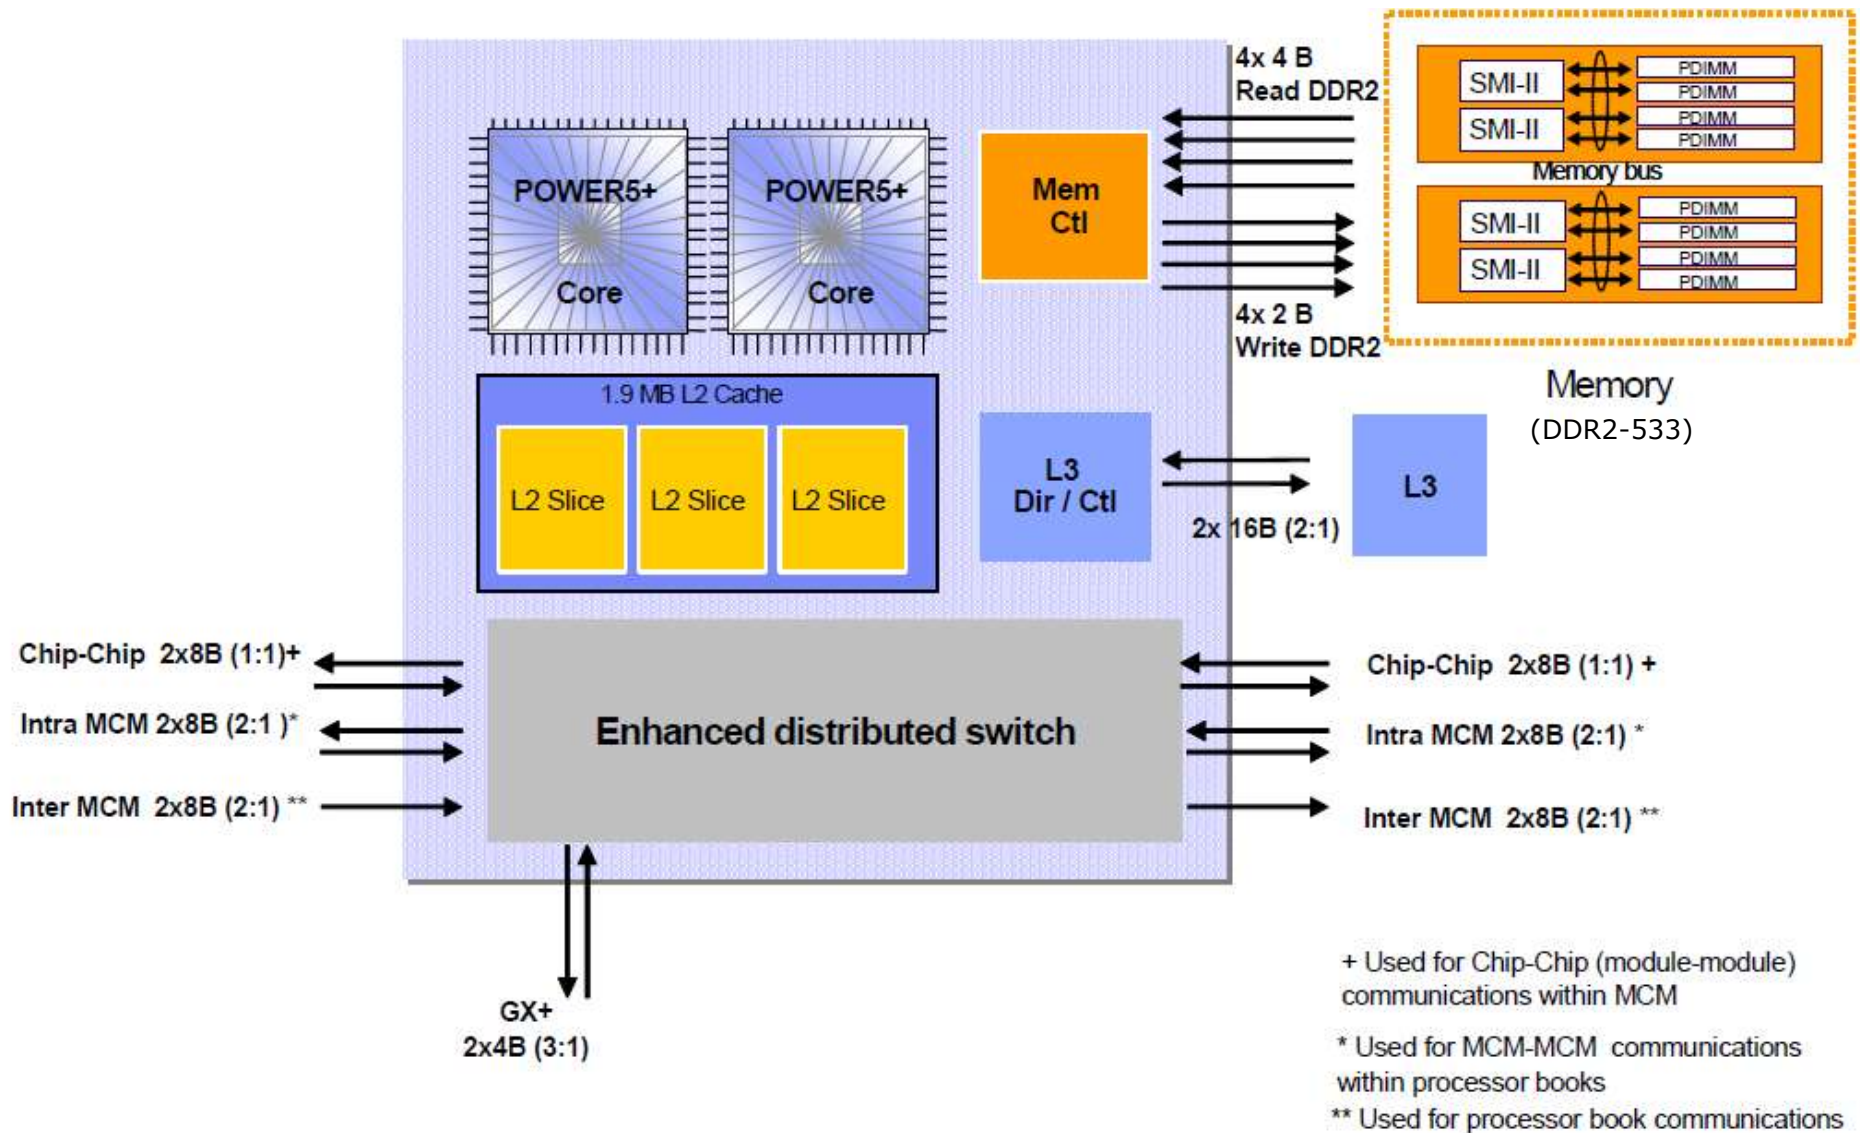 4x 4 B
Read DDR2
SMI-II
SMI-II
PDIMM
PDIMM
PDIMM
PDIMM
Memory bus
SMI-II
SMI-II
PDIMM
PDIMM
PDIMM
PDIMM
POWER5+
Core
POWER5+
Core
Mem
Ctl
4x 2 B
Write DDR2
Memory
(DDR2-533)
1.9 MB L2 Cache
L2 Slice
L2 Slice
L2 Slice
L3
Dir / Ctl
2x 16B (2:1)
L3
Chip-Chip 2x8B (1:1)+
Intra MCM 2x8B (2:1 )*
Inter MCM 2x8B (2:1) **
Enhanced distributed switch
Chip-Chip 2x8B (1:1) +
Intra MCM 2x8B (2:1) *
Inter MCM 2x8B (2:1) **
GX+
2x4B (3:1)
+ Used for Chip-Chip (module-module)
communications within MCM
* Used for MCM-MCM communications
within processor books
** Used for processor book communications